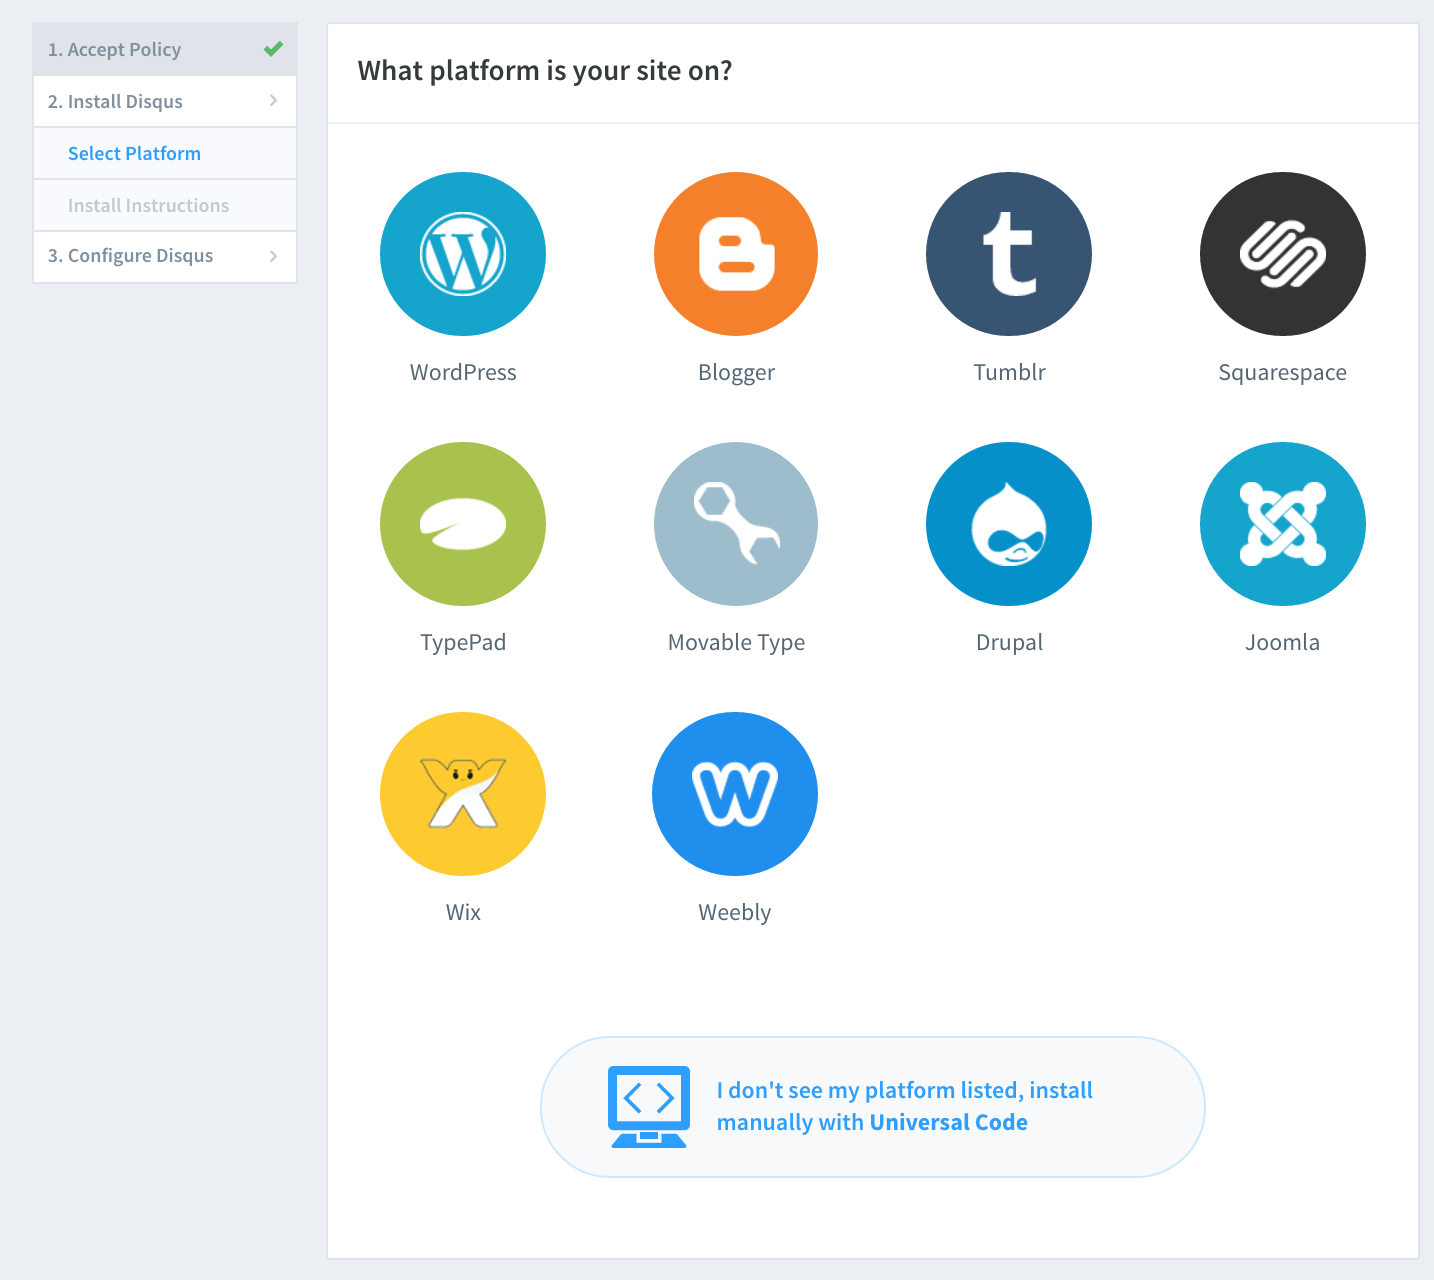 1. Accept Policy
2. Install Disqus
Select Platform
Install Instructions
3. Configure Disqus
What platform is your site on?
WordPress
Blogger
Tumblr
Squarespace
TypePad
Movable Type
Drupal
Joomla
Wix
Weebly
I don't see my platform listed, install
manually with Universal Code